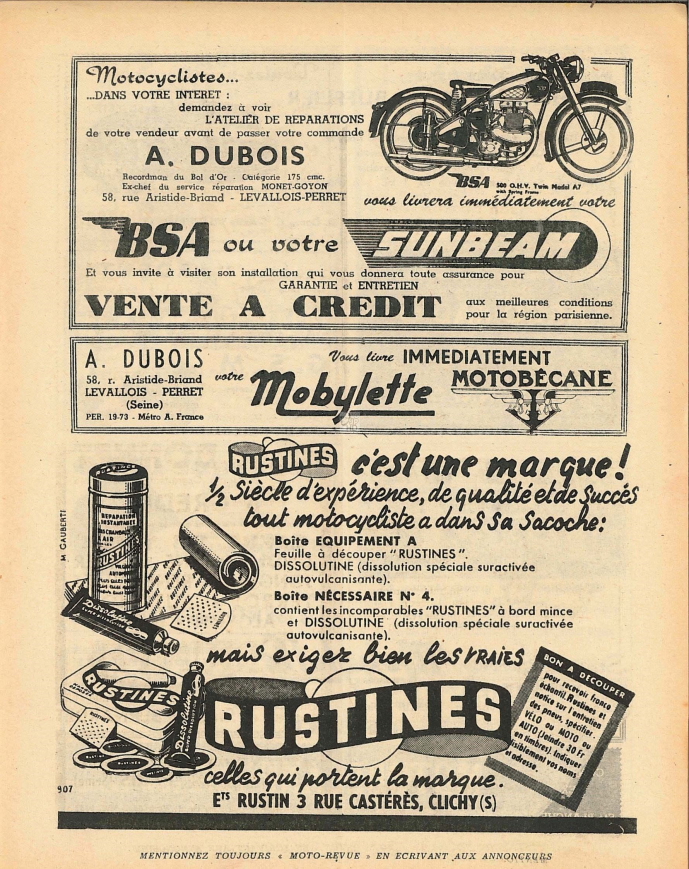 Motocyclistes...
...DANS VOTRE INTERET :
demandez à voir
L'ATELIER DE REPARATIONS
de votre vendeur avant de passer votre commande
A. DUBOIS
Recordman du Bol d'Or - Catégorie 175 cmc.
Ex-chef du service réparation MONET-GOYON
58, rue Aristide-Briand - LEVALLOIS-PERRET
BSA 500 O.H.V. Twin Model A7
with Spring Frame
vous livrera immédiatement votre
BSA ou votre SUNBEAM
Et vous invite à visiter son installation qui vous donnera toute assurance pour
GARANTIE et ENTRETIEN
VENTE A CREDIT
aux meilleures conditions
pour la région parisienne.
A. DUBOIS
58, r. Aristide-Briand
LEVALLOIS - PERRET
(Seine)
PER. 19-73 - Métro A. France
Vous livre IMMEDIATEMENT
votre Mobylette MOTOBÉCANE
RUSTINES c'est une marque !
1/2 Siècle d'expérience, de qualité et de succès
tout motocycliste a dans sa sacoche :
Boite EQUIPEMENT A
Feuille à découper "RUSTINES".
DISSOLUTINE (dissolution spéciale suractivée
autovulcanisante).
Boite NÉCESSAIRE N° 4.
contient les incomparables "RUSTINES" à bord mince
et DISSOLUTINE (dissolution spéciale suractivée
autovulcanisante).
M GAUBERTI
RUSTINES
REPARATION
INSTANTANEE
RUSTINES
Dissolutine
mais exigez bien les VRAIES
RUSTINES
RUSTINES
Dissolutine
RUSTINES
BON A DECOUPER
pour recevoir franco
échantil. Rustines et
notice sur l'entretien
des pneus, spécifier.
VELO ou MOTO ou
AUTO (Joindre 30 Fr
en timbres). Indiquer
lisiblement vos noms
et adresse.
celles qui portent la marque.
ETS RUSTIN 3 RUE CASTÉRÈS, CLICHY (S)
907
MENTIONNEZ TOUJOURS « MOTO-REVUE » EN ECRIVANT AUX ANNONCEURS